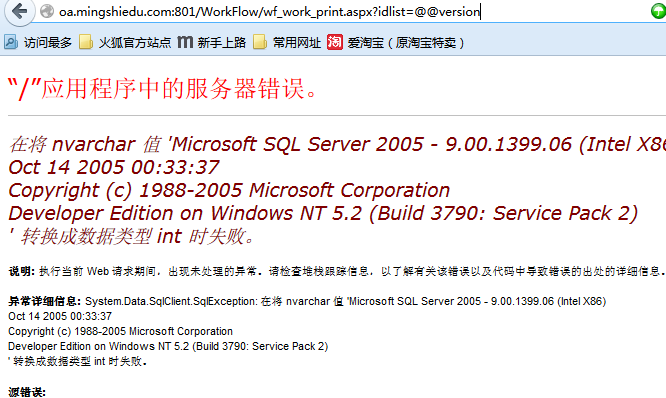 oa.mingshiedu.com:801/WorkFlow/wf_work_print.aspx?idlist=@@version
访问最多 火狐官方站点 新手上路 常用网址 爱淘宝（原淘宝特卖）
“/”应用程序中的服务器错误。
在将 nvarchar 值 'Microsoft SQL Server 2005 - 9.00.1399.06 (Intel X86
Oct 14 2005 00:33:37
Copyright (c) 1988-2005 Microsoft Corporation
Developer Edition on Windows NT 5.2 (Build 3790: Service Pack 2)
' 转换成数据类型 int 时失败。
说明: 执行当前 Web 请求期间，出现未处理的异常。请检查堆栈跟踪信息，以了解有关该错误以及代码中导致错误的出处的详细信息。
异常详细信息: System.Data.SqlClient.SqlException: 在将 nvarchar 值 'Microsoft SQL Server 2005 - 9.00.1399.06 (Intel X86)
Oct 14 2005 00:33:37
Copyright (c) 1988-2005 Microsoft Corporation
Developer Edition on Windows NT 5.2 (Build 3790: Service Pack 2)
' 转换成数据类型 int 时失败。
源错误: